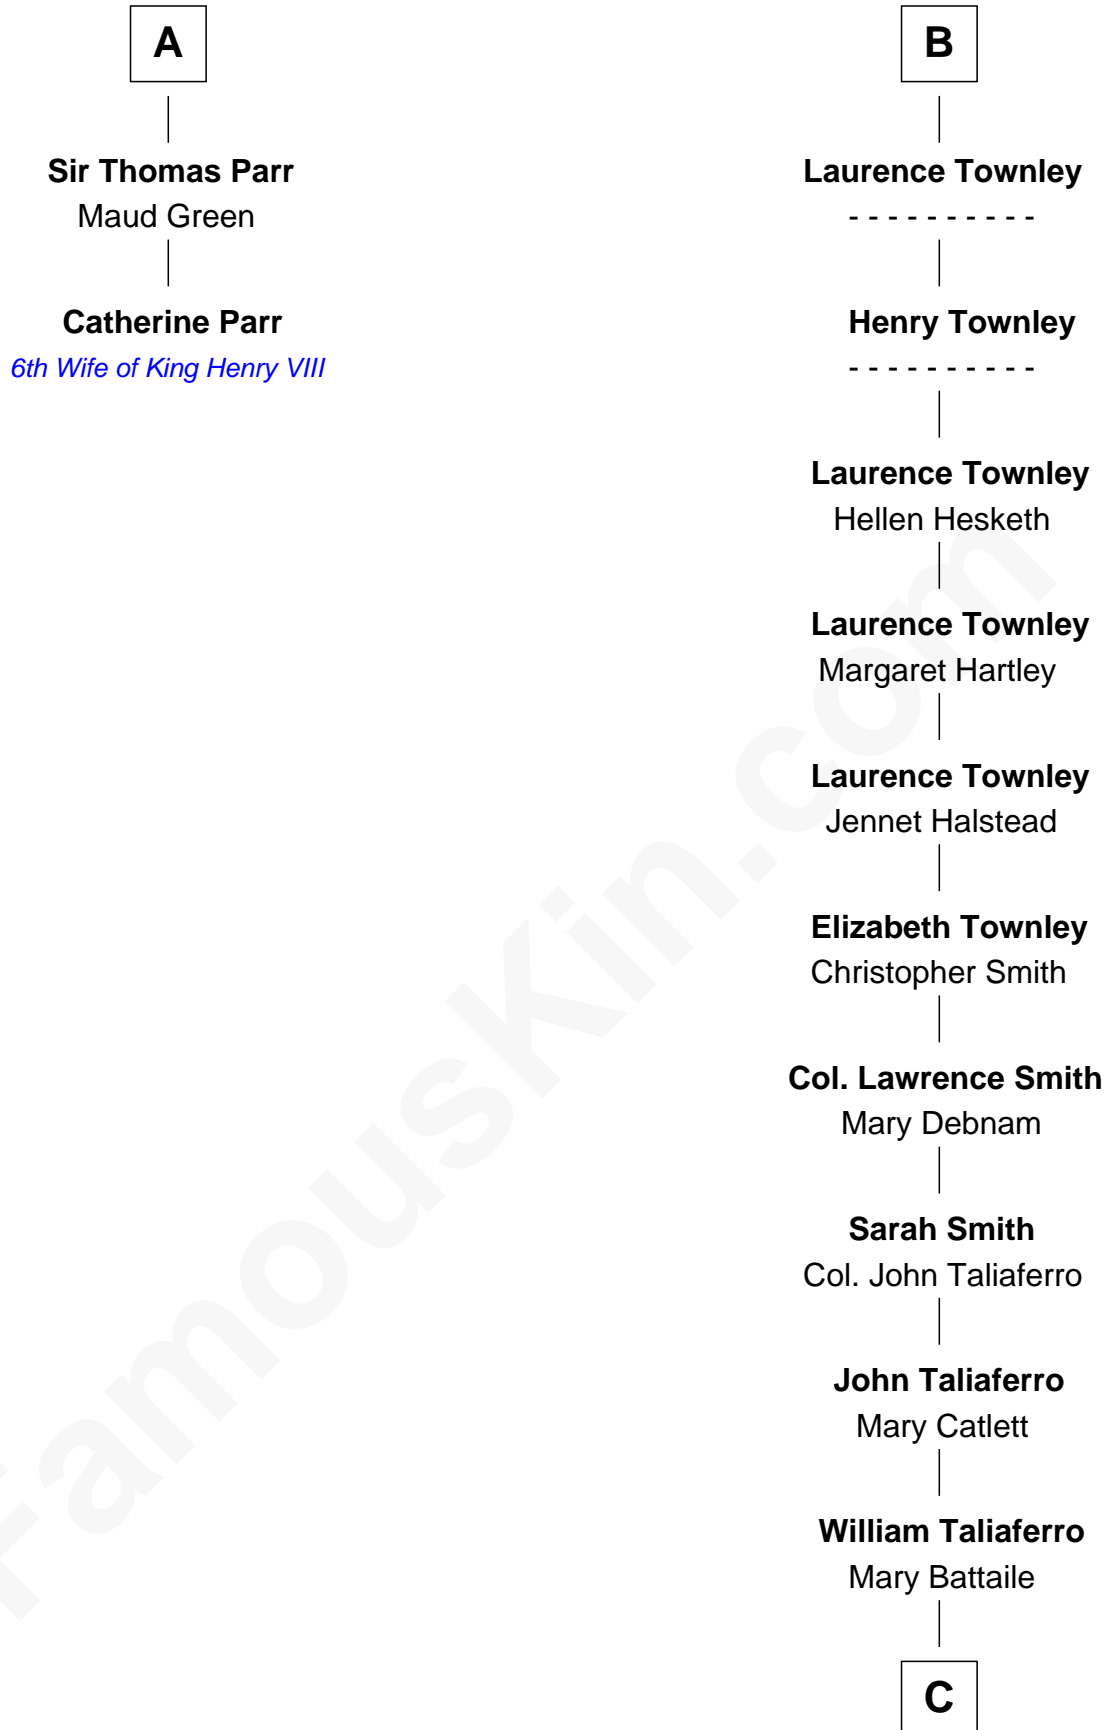 A
Sir Thomas Parr
Maud Green
Catherine Parr
6th Wife of King Henry VIII
B
Laurence Townley
- - - - - - - - - -
Henry Townley
- - - - - - - - - -
Laurence Townley
Hellen Hesketh
Laurence Townley
Margaret Hartley
Laurence Townley
Jennet Halstead
Elizabeth Townley
Christopher Smith
Col. Lawrence Smith
Mary Debnam
Sarah Smith
Col. John Taliaferro
John Taliaferro
Mary Catlett
William Taliaferro
Mary Battaile
C
FamousKin.com